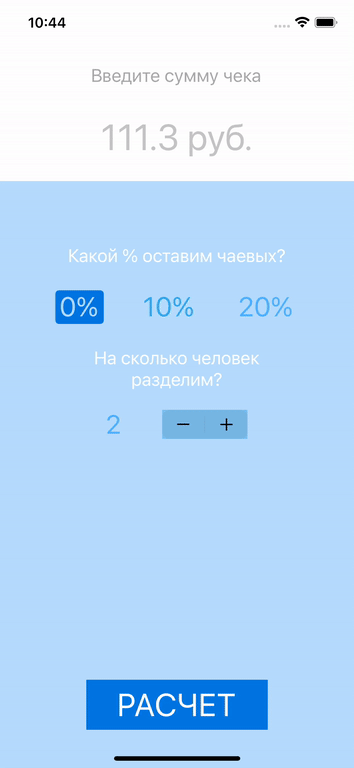 10:44
Введите сумму чека
111.3 руб.
Какой % оставим чаевых?
0% 10% 20%
На сколько человек
разделим?
2 − +
РАСЧЕТ